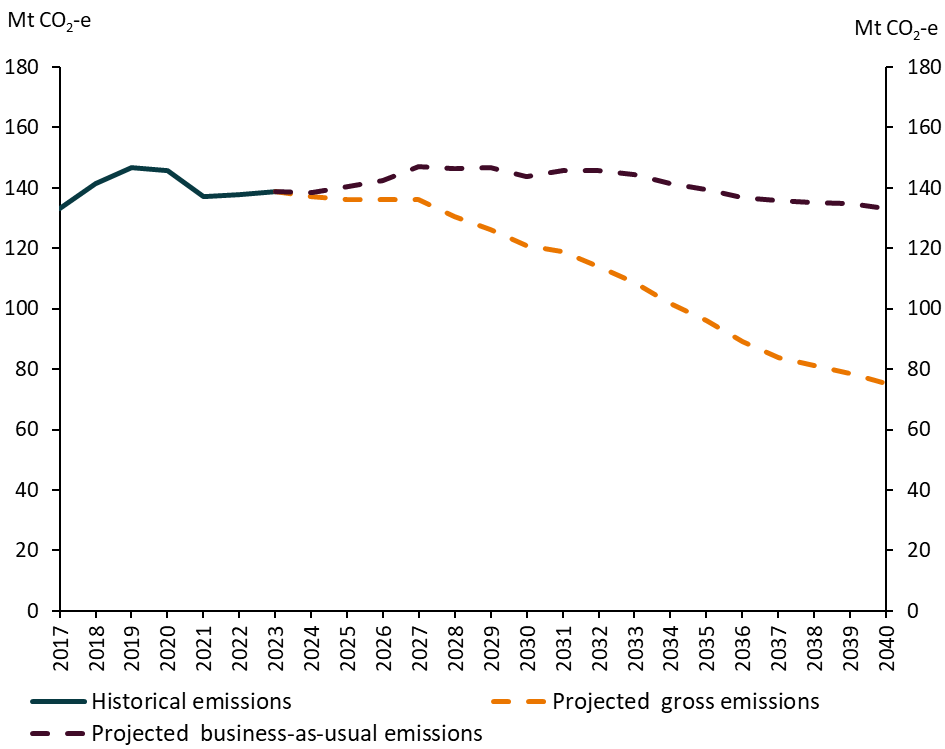 Mt CO₂-e
Mt CO₂-e
180 180
160 160
140 140
120 120
100 100
80 80
60 60
40 40
20 20
0 0
2017 2018 2019 2020 2021 2022 2023 2024 2025 2026 2027 2028 2029 2030 2031 2032 2033 2034 2035 2036 2037 2038 2039 2040
Historical emissions Projected gross emissions
Projected business-as-usual emissions